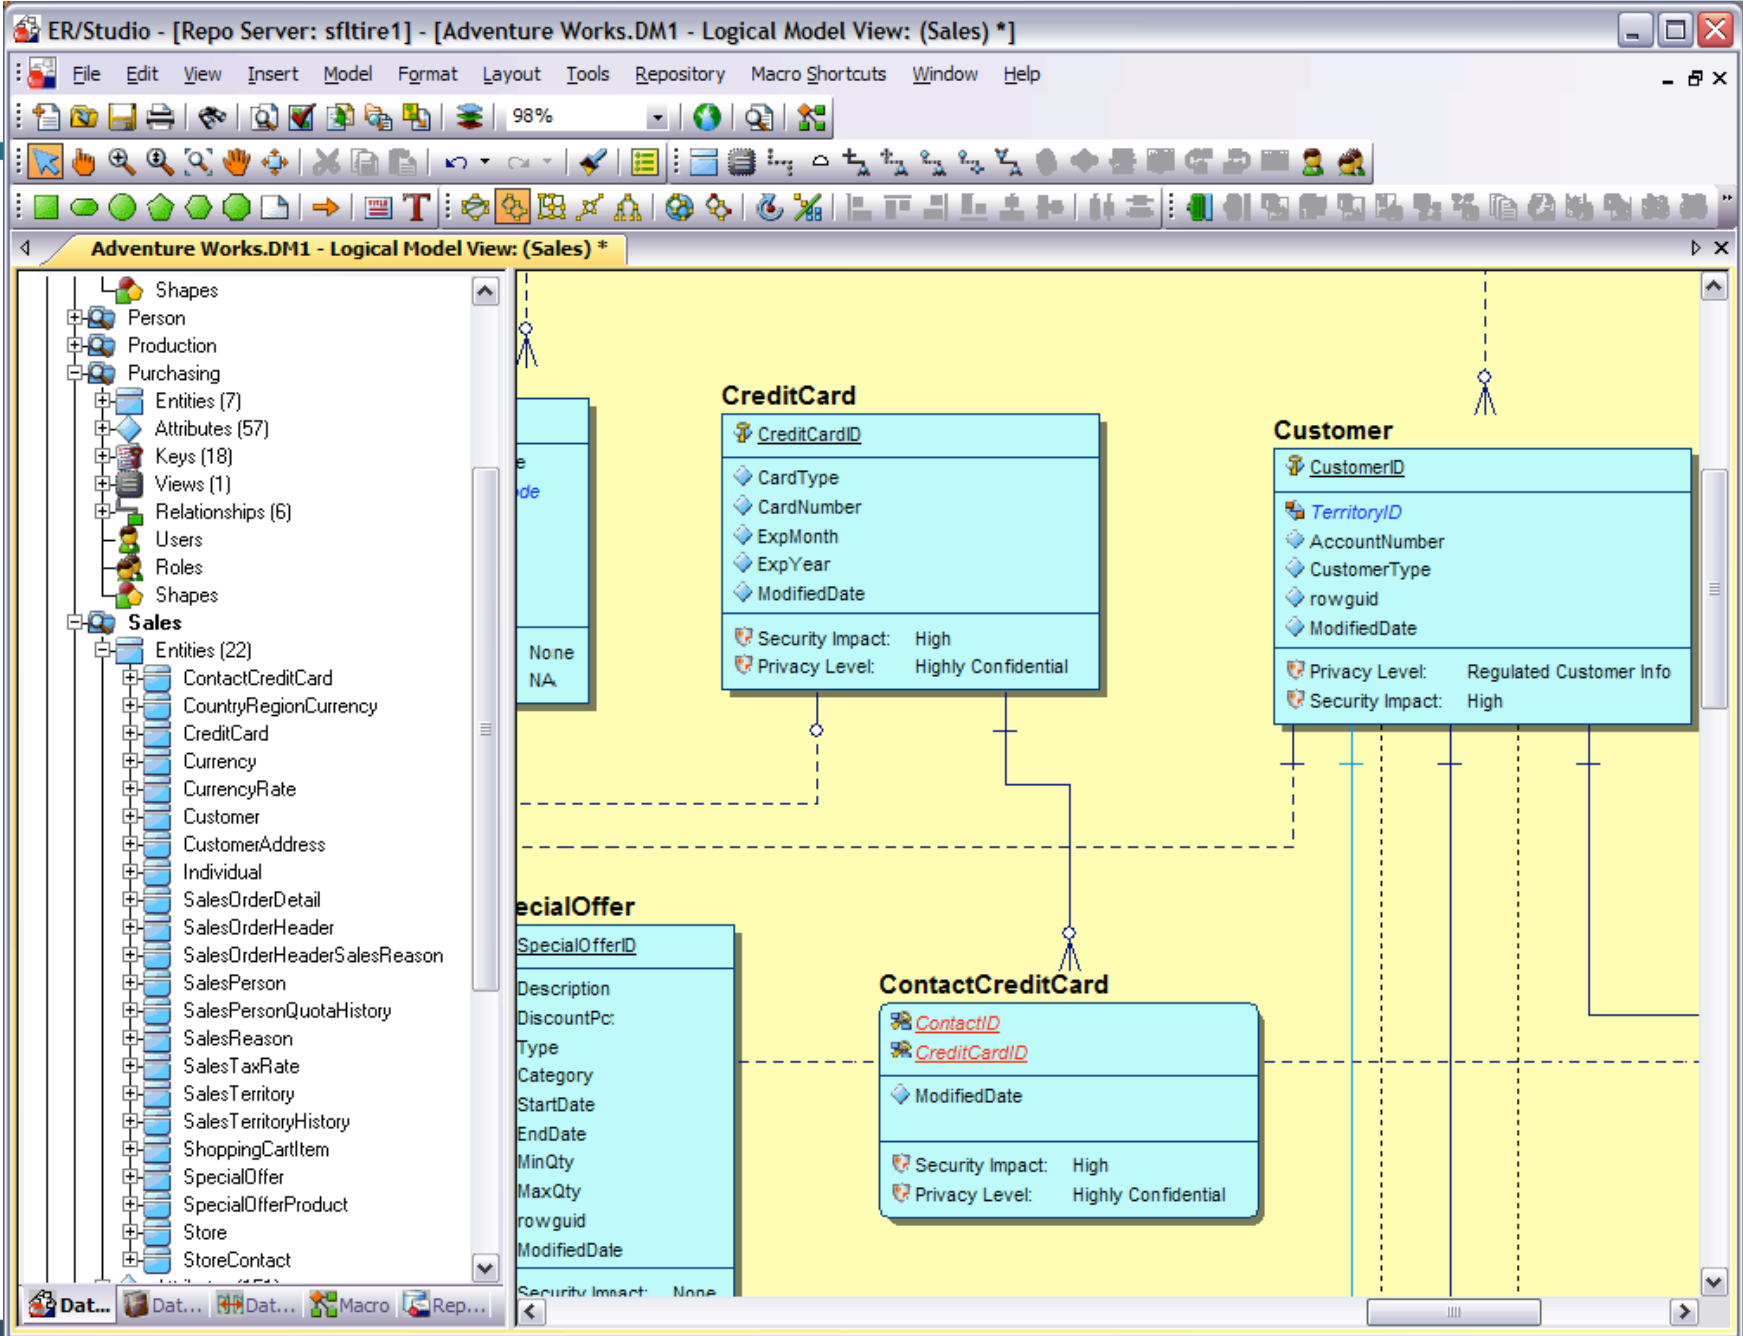 ER/Studio - [Repo Server: sfltire1] - [Adventure Works.DM1 - Logical Model View: (Sales) *]
File Edit View Insert Model Format Layout Tools Repository Macro Shortcuts Window Help
98%
Adventure Works.DM1 - Logical Model View: (Sales) *
Shapes
Person
Production
Purchasing
Entities (7)
Attributes (57)
Keys (18)
Views (1)
Relationships (6)
Users
Roles
Shapes
Sales
Entities (22)
ContactCreditCard
CountryRegionCurrency
CreditCard
Currency
CurrencyRate
Customer
CustomerAddress
Individual
SalesOrderDetail
SalesOrderHeader
SalesOrderHeaderSalesReason
SalesPerson
SalesPersonQuotaHistory
SalesReason
SalesTaxRate
SalesTerritory
SalesTerritoryHistory
ShoppingCartItem
SpecialOffer
SpecialOfferProduct
Store
StoreContact
Dat... Dat... Dat... Macro Rep...
e
ode
None
NA
CreditCard
CreditCardID
CardType
CardNumber
ExpMonth
ExpYear
ModifiedDate
Security Impact: High
Privacy Level: Highly Confidential
Customer
CustomerID
TerritoryID
AccountNumber
CustomerType
rowguid
ModifiedDate
Privacy Level: Regulated Customer Info
Security Impact: High
ecialOffer
SpecialOfferID
Description
DiscountPc:
Type
Category
StartDate
EndDate
MinQty
MaxQty
rowguid
ModifiedDate
Security Impact: None
ContactCreditCard
ContactID
CreditCardID
ModifiedDate
Security Impact: High
Privacy Level: Highly Confidential